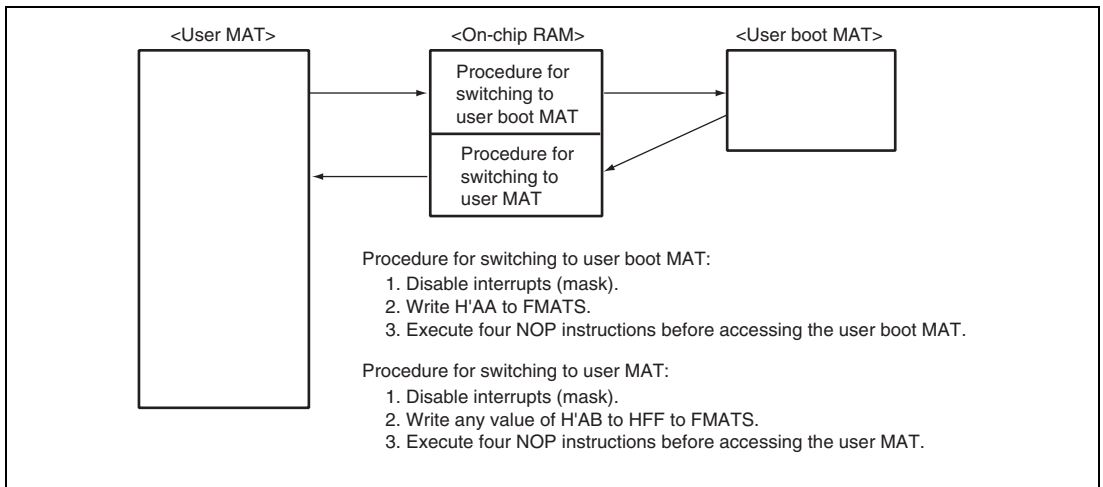 <User MAT>
<On-chip RAM>
<User boot MAT>
Procedure for
switching to
user boot MAT
Procedure for
switching to
user MAT
Procedure for switching to user boot MAT:
1. Disable interrupts (mask).
2. Write H'AA to FMATS.
3. Execute four NOP instructions before accessing the user boot MAT.
Procedure for switching to user MAT:
1. Disable interrupts (mask).
2. Write any value of H'AB to HFF to FMATS.
3. Execute four NOP instructions before accessing the user MAT.